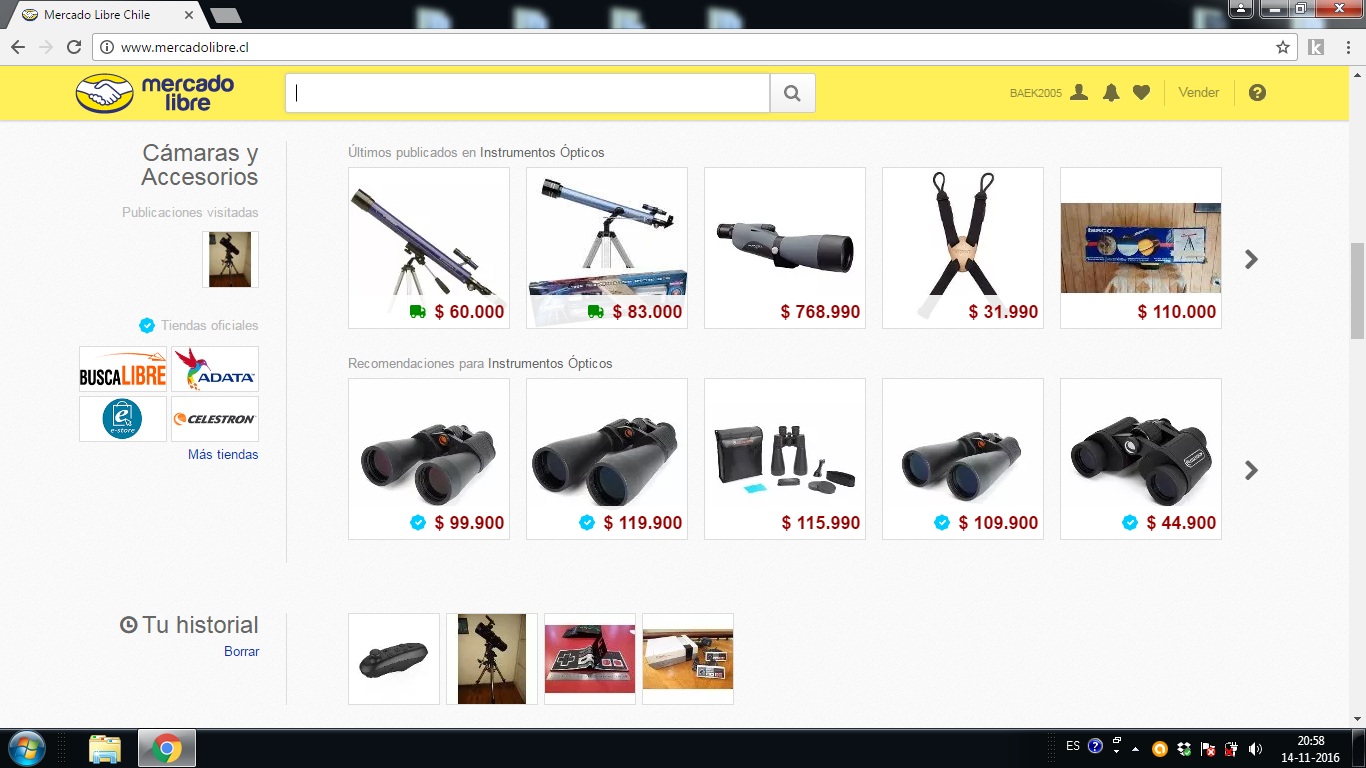 Mercado Libre Chile
www.mercadolibre.cl
mercado
libre
BAEK2005
Vender
Cámaras y
Accesorios
Publicaciones visitadas
Tiendas oficiales
BUSCALIBRE
ADATA
e-store
CELESTRON
Más tiendas
Últimos publicados en Instrumentos Ópticos
$ 60.000
$ 83.000
$ 768.990
$ 31.990
TASCO
$ 110.000
Recomendaciones para Instrumentos Ópticos
$ 99.900
$ 119.900
$ 115.990
$ 109.900
$ 44.900
Tu historial
Borrar
ES
20:58
14-11-2016